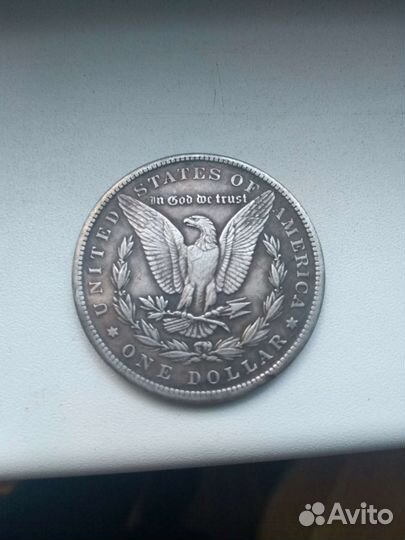 UNITED STATES OF AMERICA
In God we trust
ONE DOLLAR
Avito